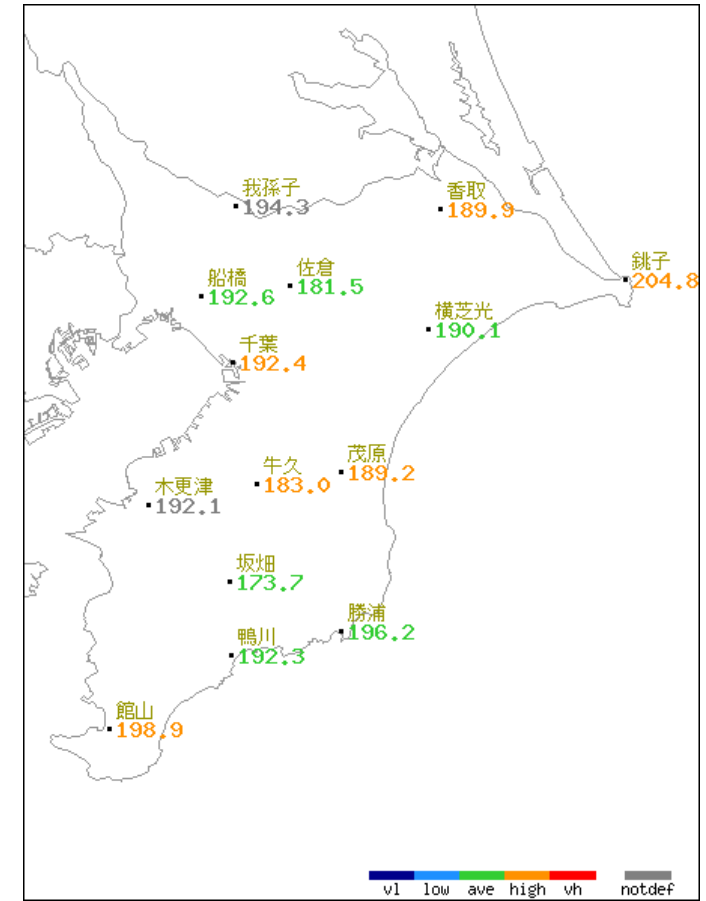 我孫子
194.3
香取
189.9
船橋
192.6
佐倉
181.5
銚子
204.8
横芝光
190.1
千葉
192.4
牛久
183.0
茂原
189.2
木更津
192.1
坂畑
173.7
勝浦
196.2
鴨川
192.3
館山
198.9
vl low ave high vh notdef